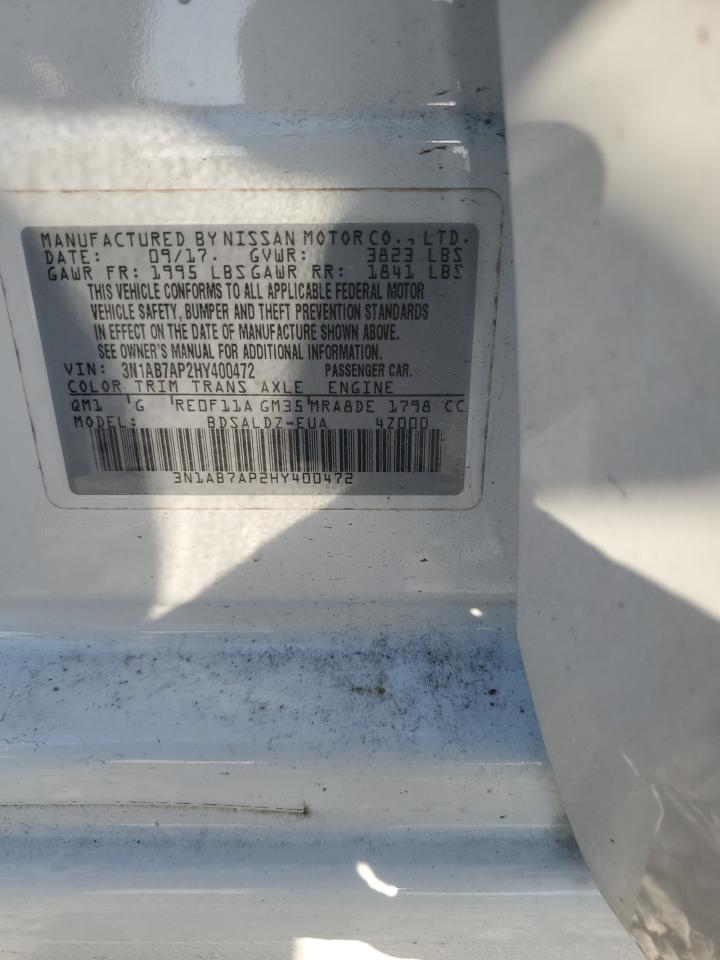 MANUFACTURED BY NISSAN MOTOR CO., LTD.
DATE: 09/17. GVWR: 3823 LBS
GAWR FR: 1995 LBS GAWR RR: 1841 LBS
THIS VEHICLE CONFORMS TO ALL APPLICABLE FEDERAL MOTOR
VEHICLE SAFETY, BUMPER AND THEFT PREVENTION STANDARDS
IN EFFECT ON THE DATE OF MANUFACTURE SHOWN ABOVE.
SEE OWNER'S MANUAL FOR ADDITIONAL INFORMATION.
VIN: 3N1AB7AP2HY400472 PASSENGER CAR.
COLOR TRIM TRANS AXLE ENGINE
QM1 G RE0F11A GM35 MRA8DE 1798 CC
MODEL: BDSALDZ-EUA 4Z000
3N1AB7AP2HY400472